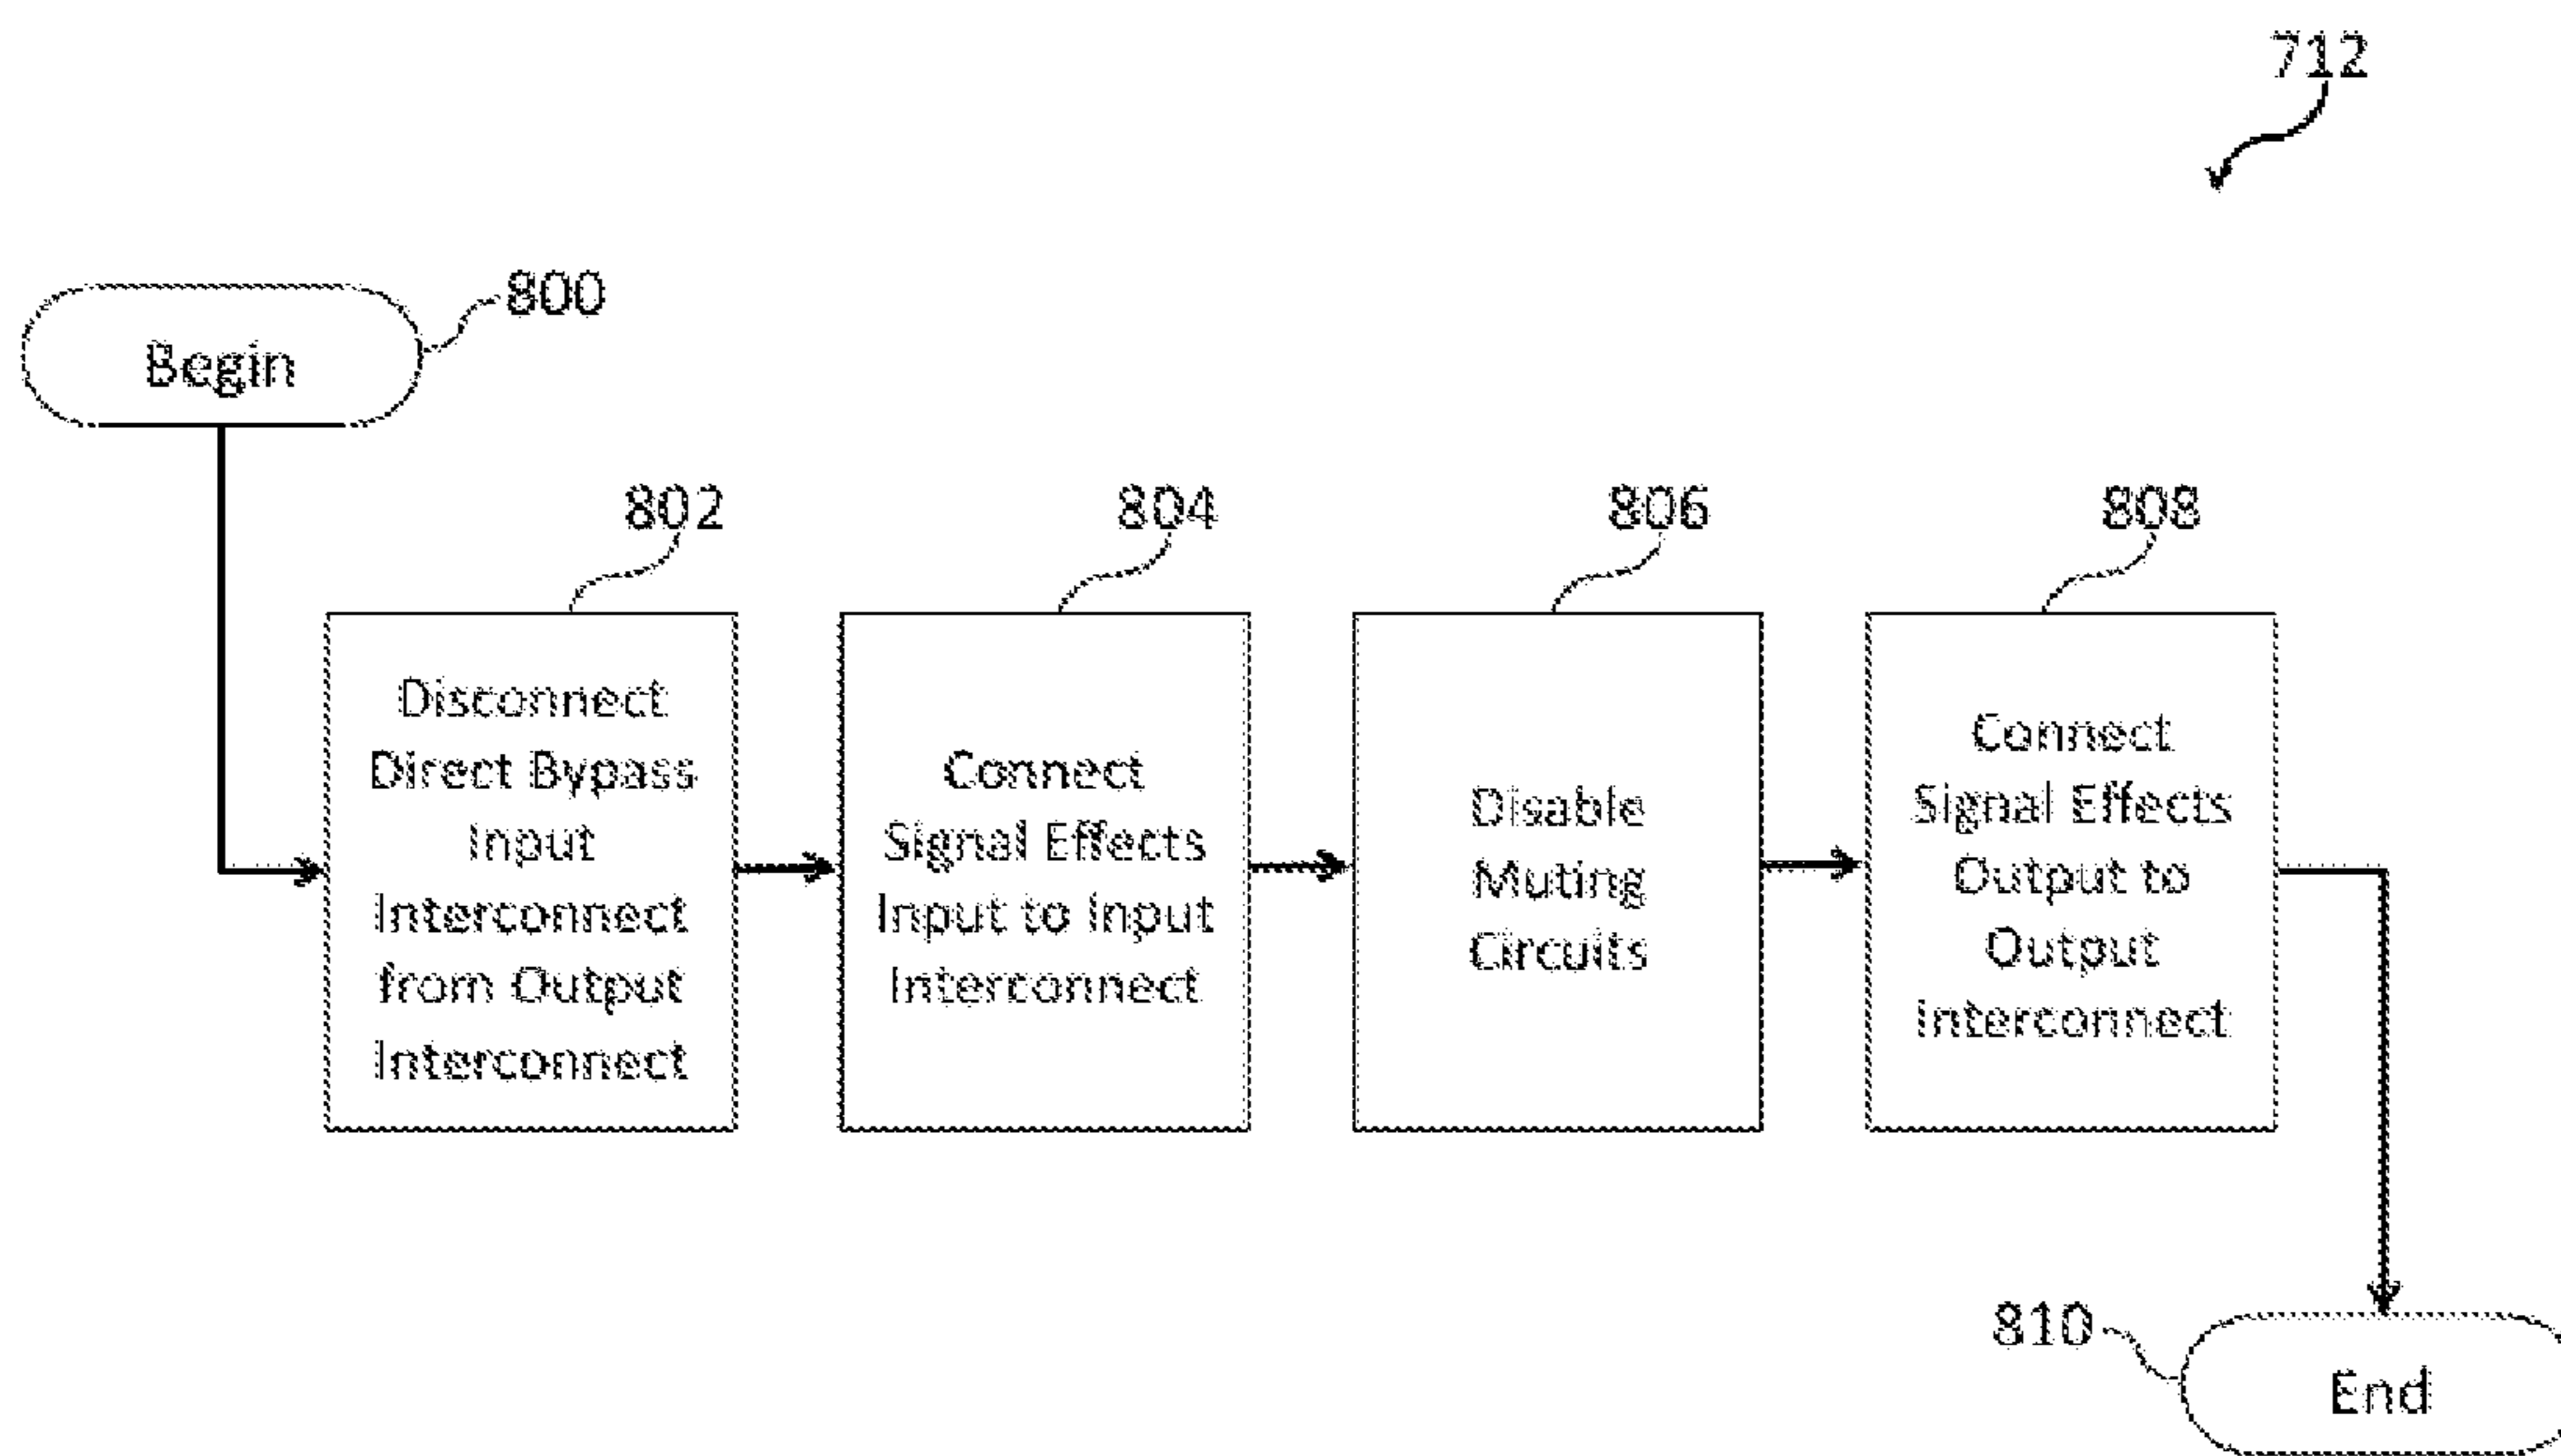 712
Begin
800
802
Disconnect
Direct Bypass
Input
Interconnect
from Output
Interconnect
804
Connect
Signal Effects
Input to Input
Interconnect
806
Disable
Muting
Circuits
808
Connect
Signal Effects
Output to
Output
Interconnect
810
End